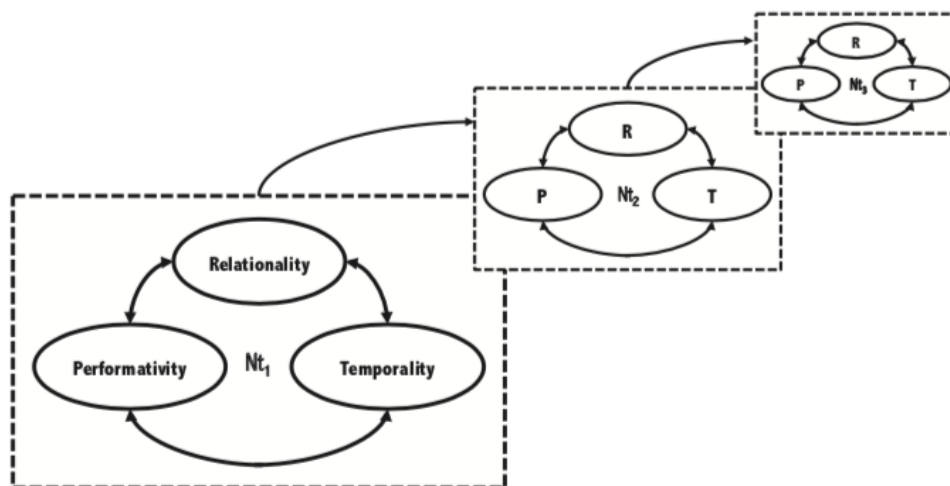 R
P Nt₃ T
R
P Nt₂ T
Relationality
Performativity Nt₁ Temporality